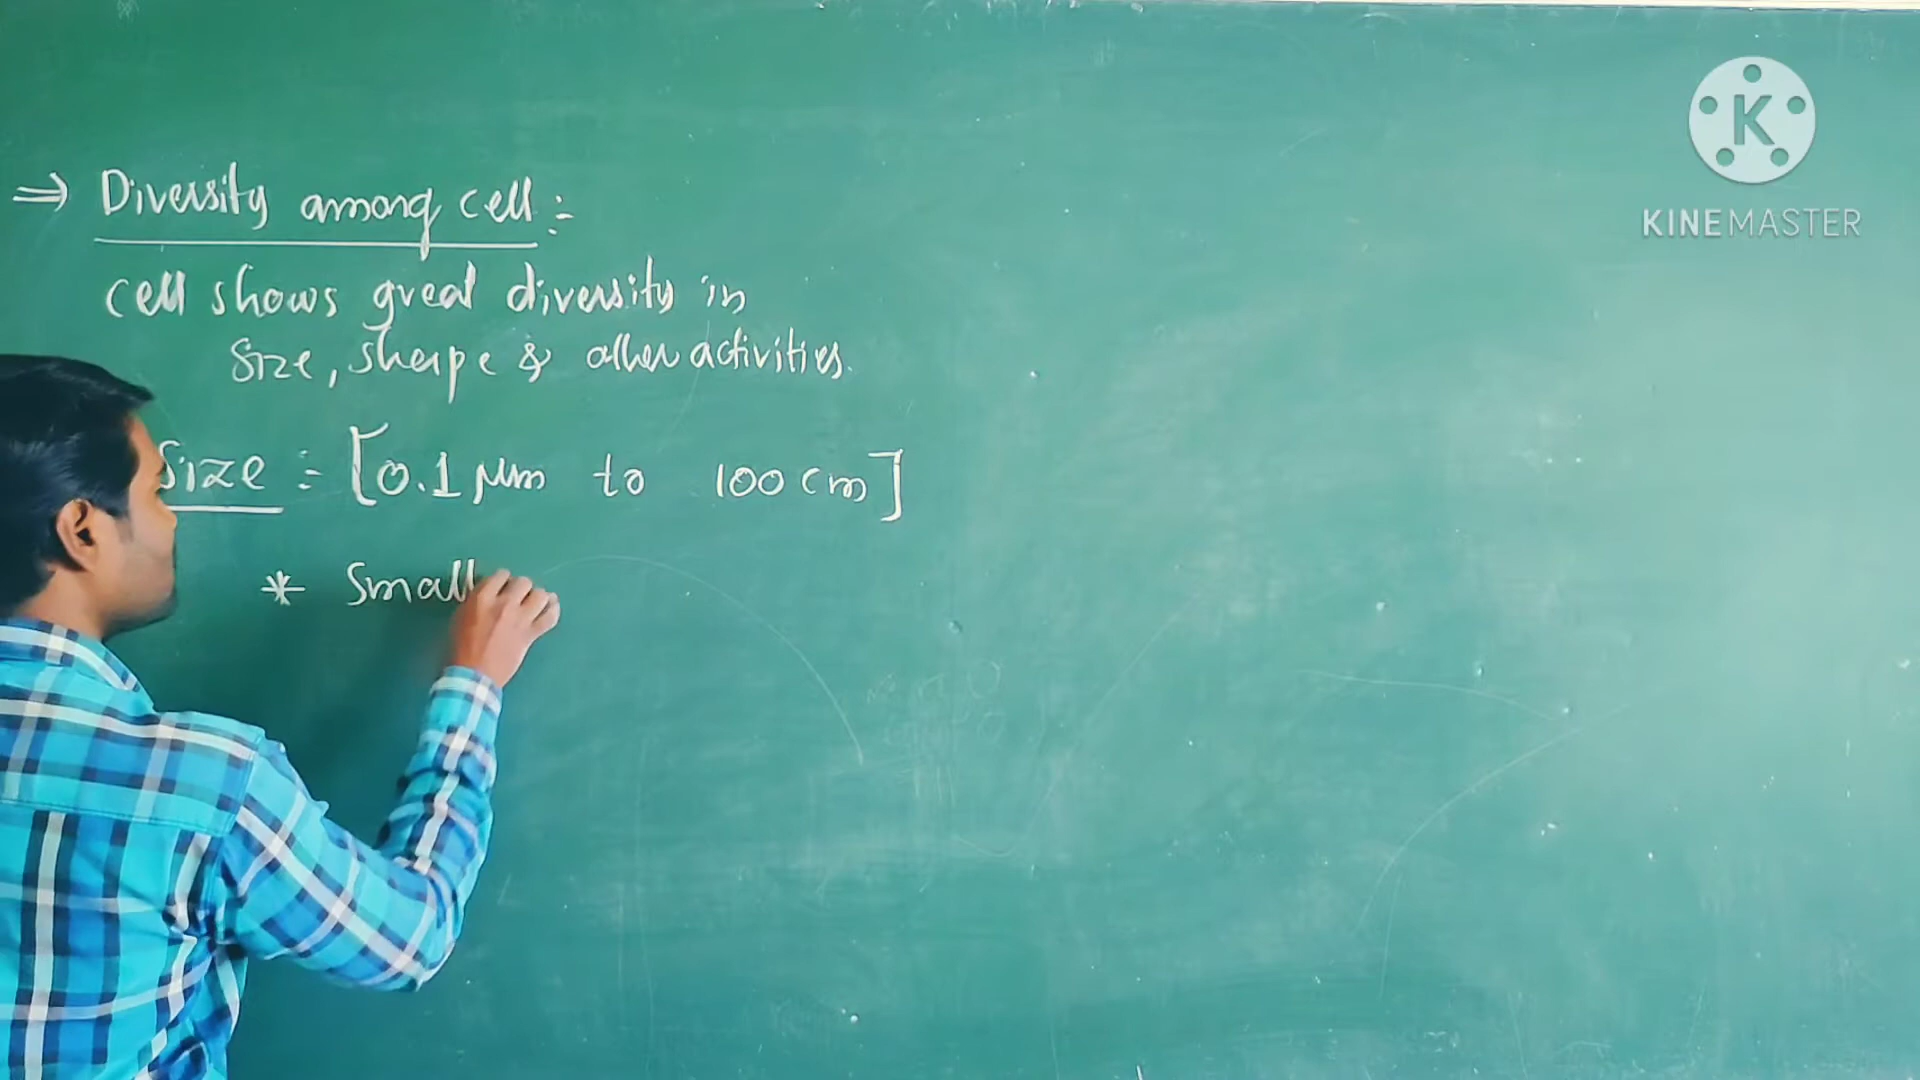 ⇒ Diversity among cell :-
cell shows great diversity in
Size, shape & other activities.
Size :- [0.1 μm to 100 cm]
* Small
K
KINEMASTER